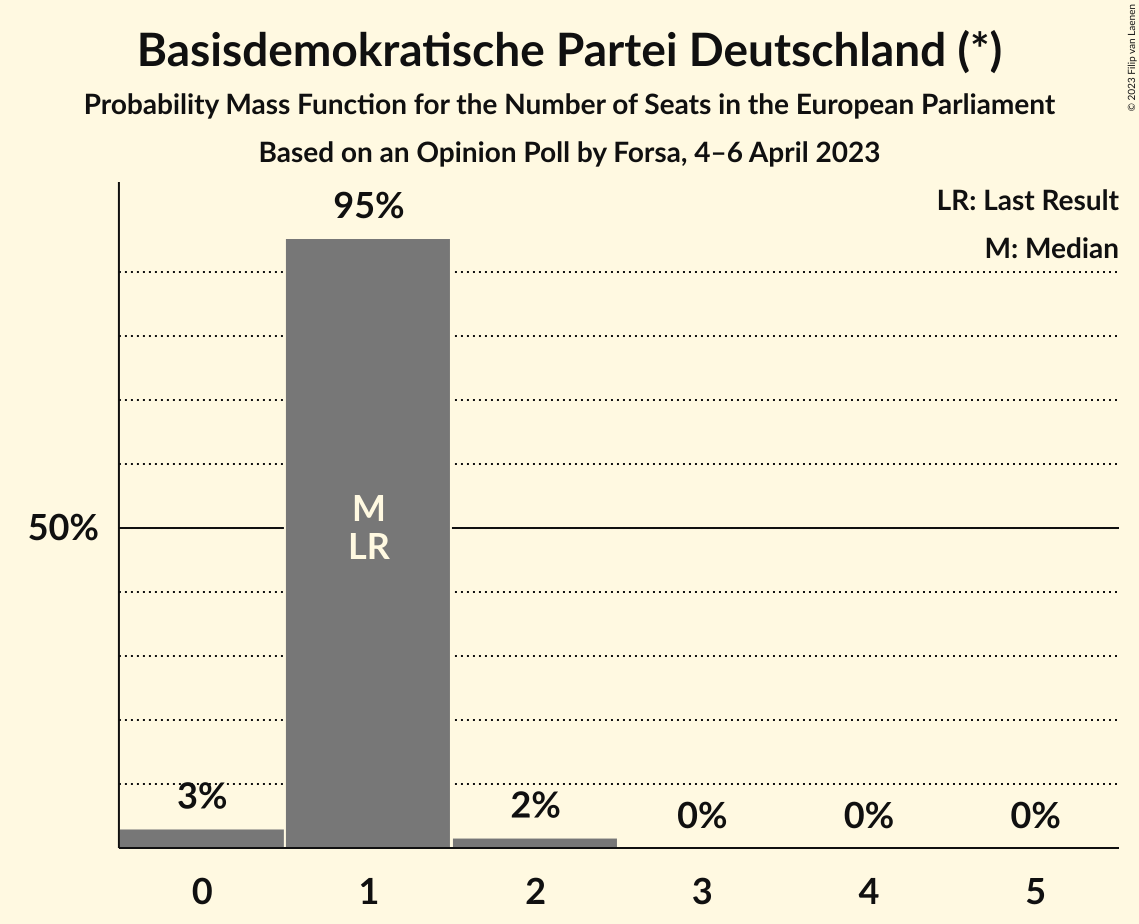 Basisdemokratische Partei Deutschland (*)
Probability Mass Function for the Number of Seats in the European Parliament
Based on an Opinion Poll by Forsa, 4–6 April 2023
© 2023 Filip van Laenen
LR: Last Result
M: Median
95%
50%
M
LR
3%
2%
0%
0%
0%
0
1
2
3
4
5